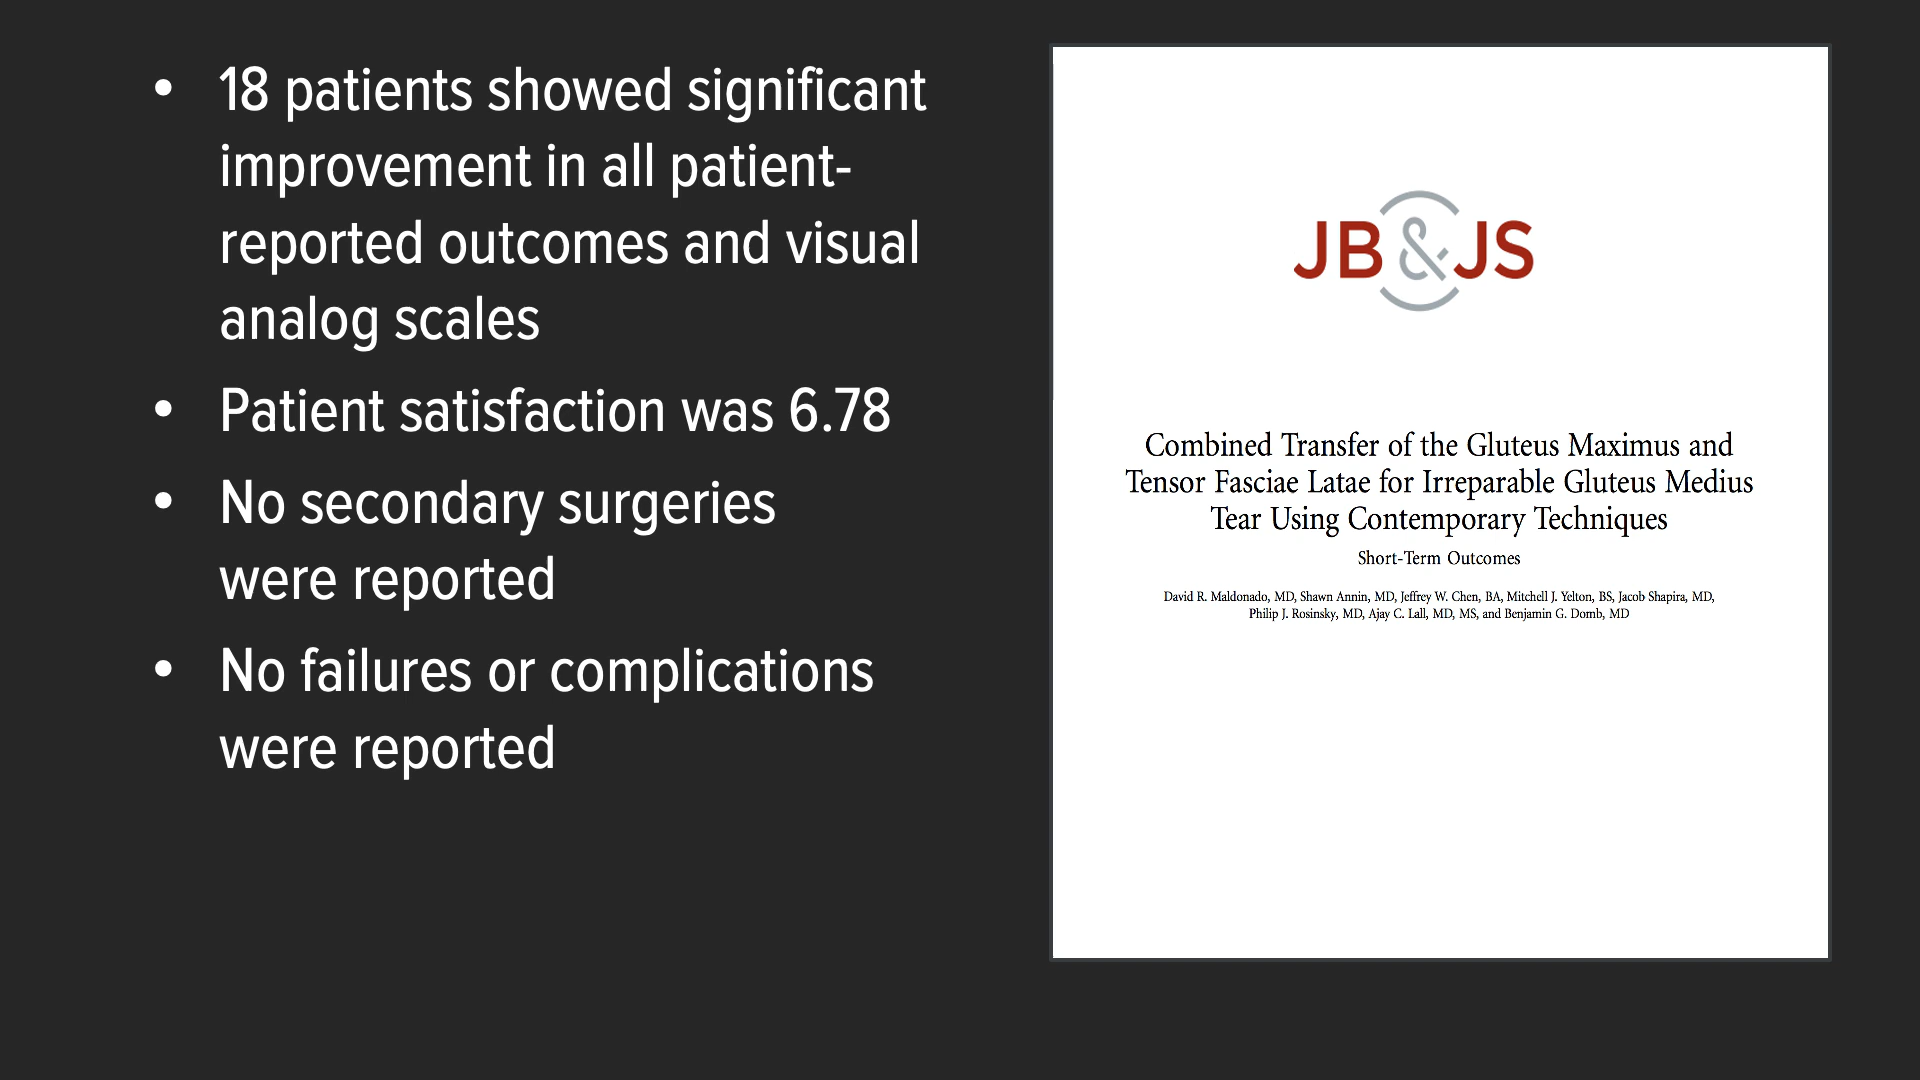 • 18 patients showed significant
improvement in all patient-
reported outcomes and visual
analog scales
• Patient satisfaction was 6.78
• No secondary surgeries
were reported
• No failures or complications
were reported
JB&JS
Combined Transfer of the Gluteus Maximus and
Tensor Fasciae Latae for Irreparable Gluteus Medius
Tear Using Contemporary Techniques
Short-Term Outcomes
David R. Maldonado, MD, Shawn Annin, MD, Jeffrey W. Chen, BA, Mitchell J. Yelton, BS, Jacob Shapira, MD,
Philip J. Rosinsky, MD, Ajay C. Lall, MD, MS, and Benjamin G. Domb, MD